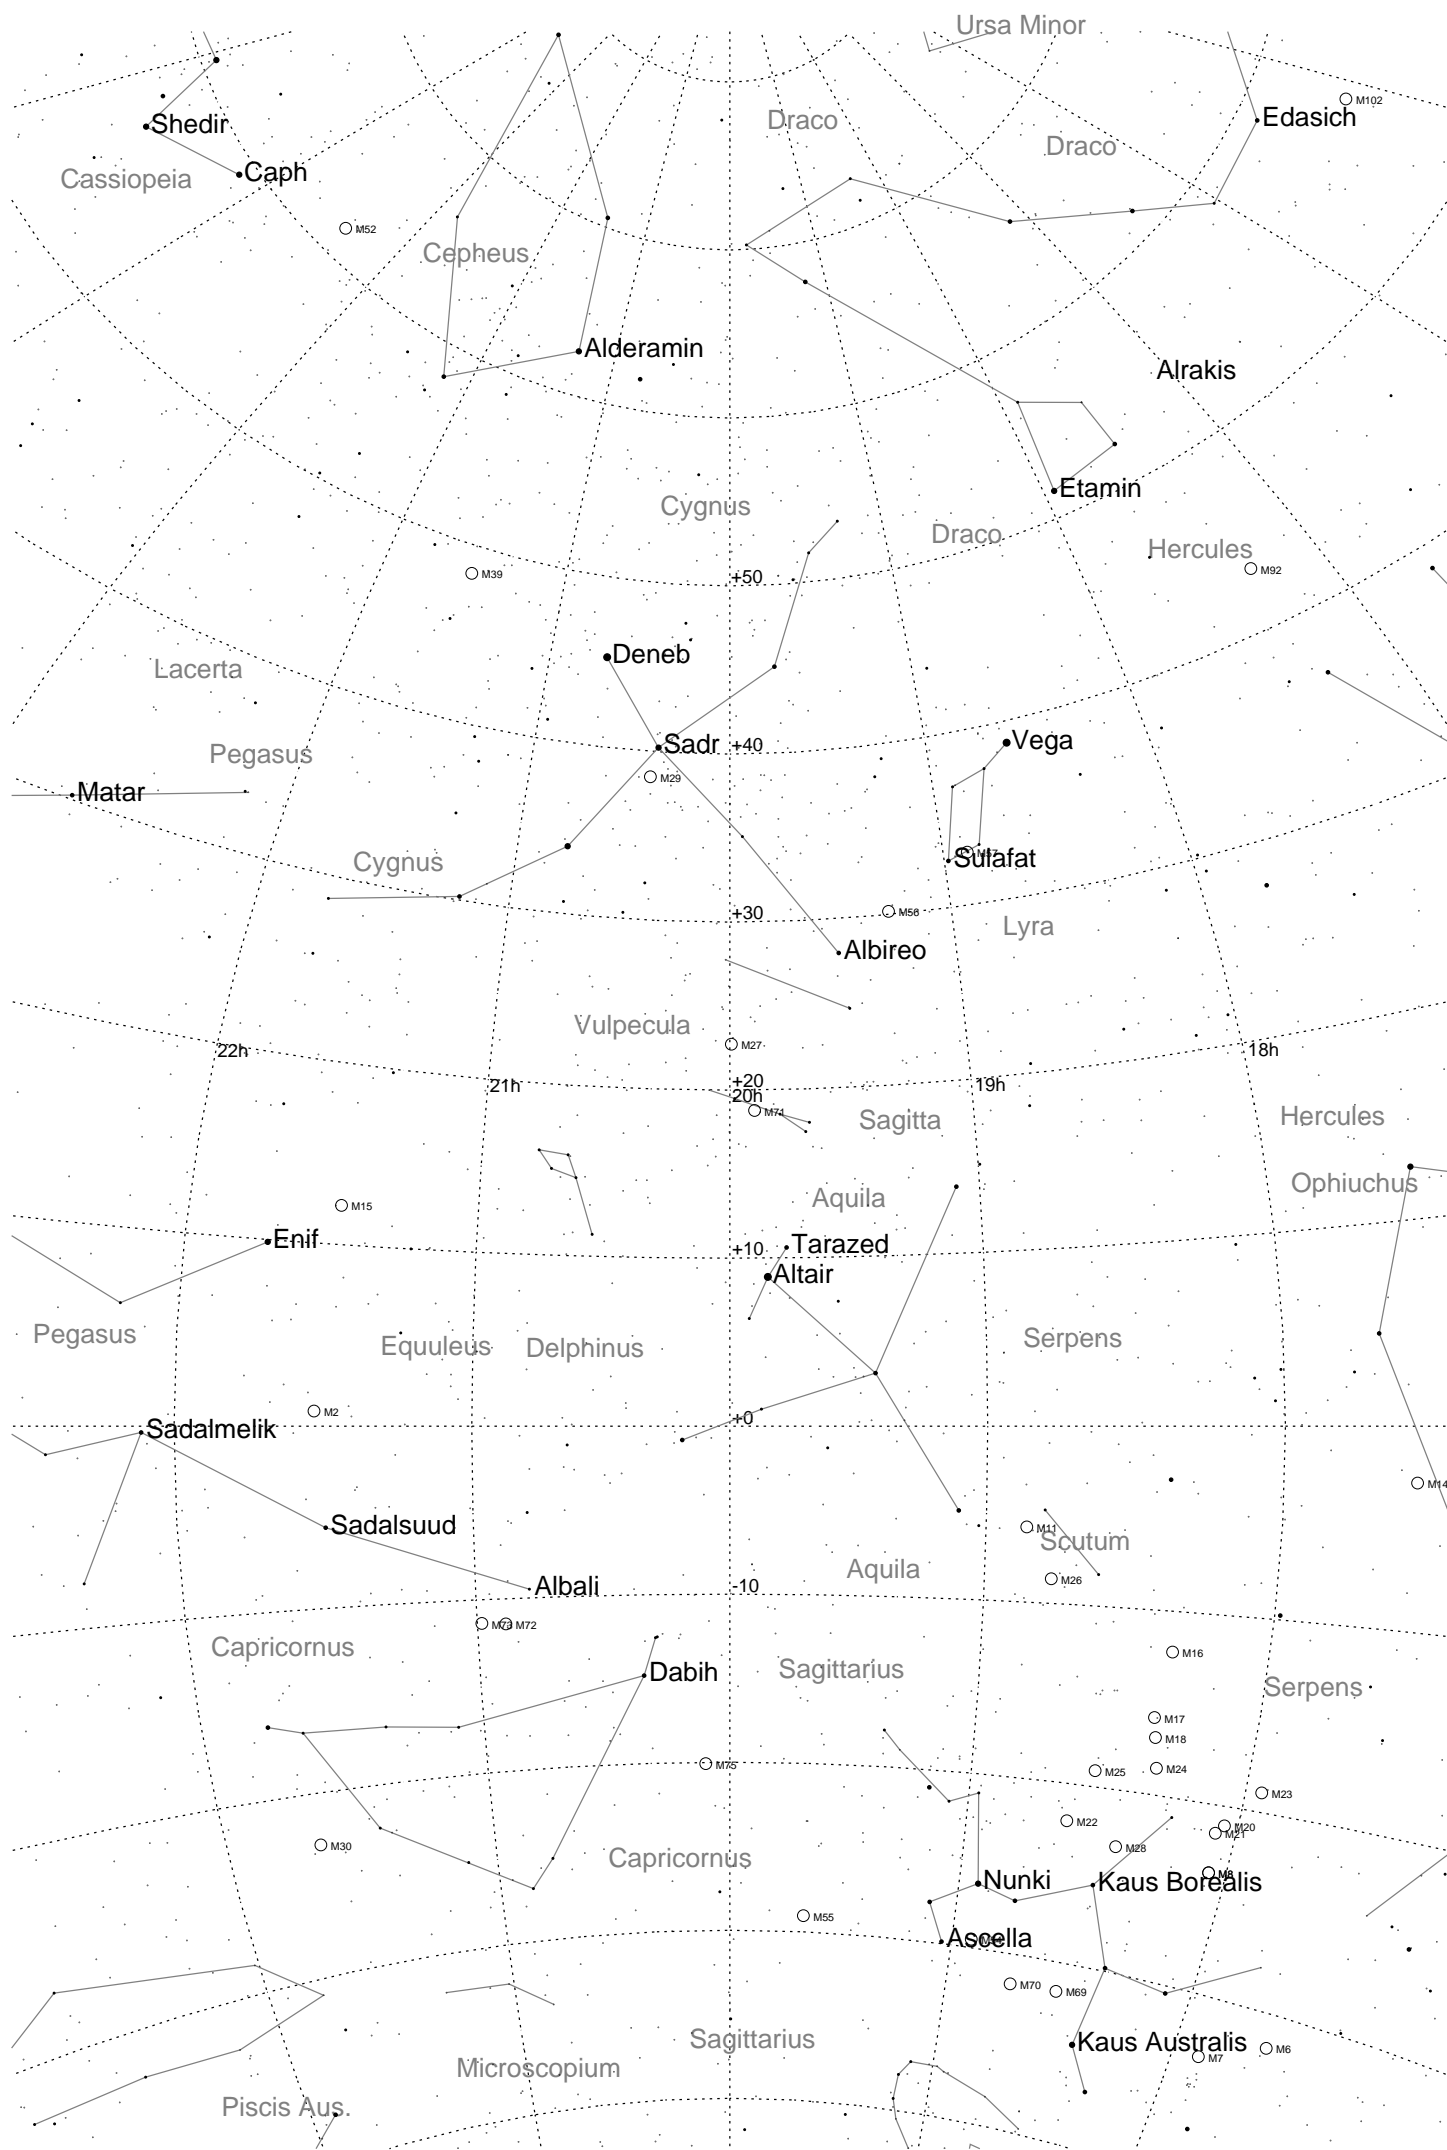 Ursa Minor
M102
Edasich
Draco
Shedir
Draco
Caph
Cassiopeia
M52
Cepheus
Alderamin
Alrakis
Etamin
Cygnus
Draco
Hercules
M92
M39
+50
Deneb
Lacerta
Sadr
+40
Vega
Pegasus
M29
Matar
Cygnus
M57
Sulafat
+30
M56
Lyra
Albireo
Vulpecula
M27
22h
18h
+20
21h
20h
19h
M71
Sagitta
Hercules
Ophiuchus
Aquila
M15
Enif
+10
Tarazed
Altair
Pegasus
Equuleus
Delphinus
Serpens
M2
+0
Sadalmelik
M14
Sadalsuud
M11
Scutum
Aquila
M26
Albali
-10
M73
M72
Capricornus
M16
Dabih
Sagittarius
Serpens
M17
M18
M75
M25
M24
M23
M22
M20
M21
M30
M28
Capricornus
M8
Nunki
Kaus Borealis
M55
Ascella
M54
M70
M69
Sagittarius
Kaus Australis
M6
M7
Microscopium
Piscis Aus.